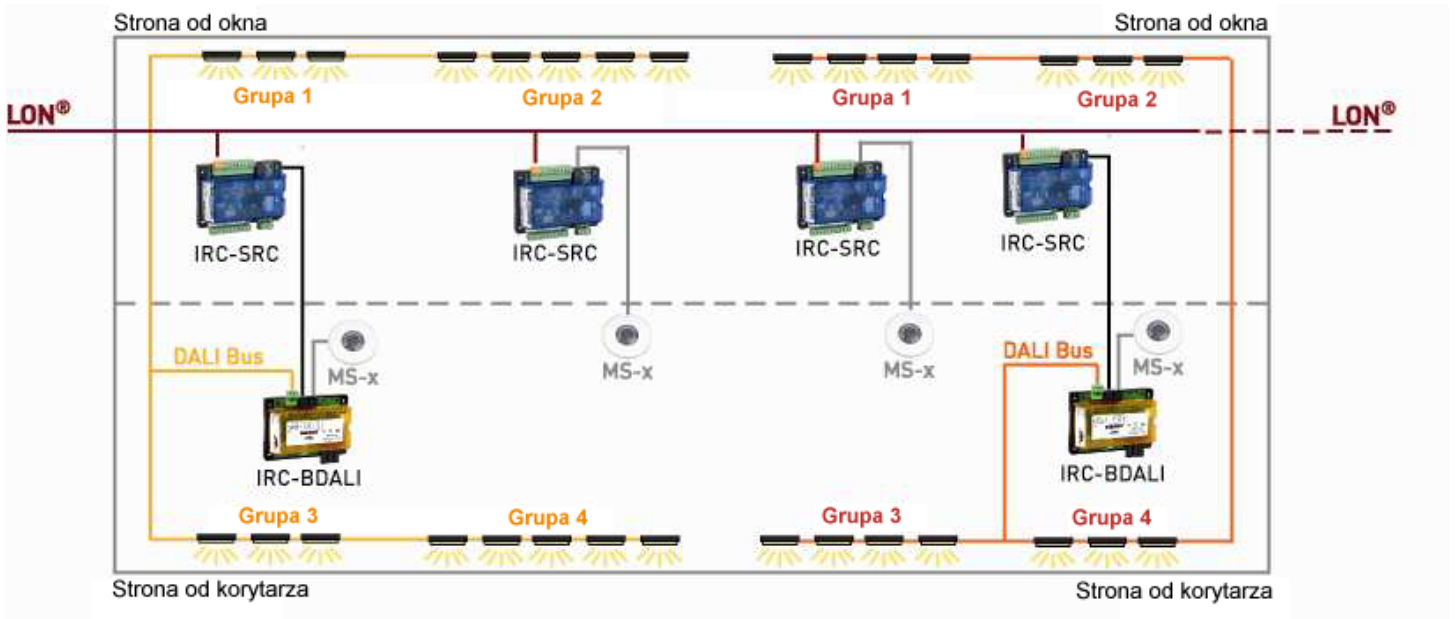 Strona od okna
Strona od okna
Grupa 1
Grupa 2
Grupa 1
Grupa 2
LON®
LON®
IRC-SRC
IRC-SRC
IRC-SRC
IRC-SRC
DALI Bus
MS-x
MS-x
MS-x
DALI Bus
MS-x
IRC-BDALI
IRC-BDALI
Grupa 3
Grupa 4
Grupa 3
Grupa 4
Strona od korytarza
Strona od korytarza